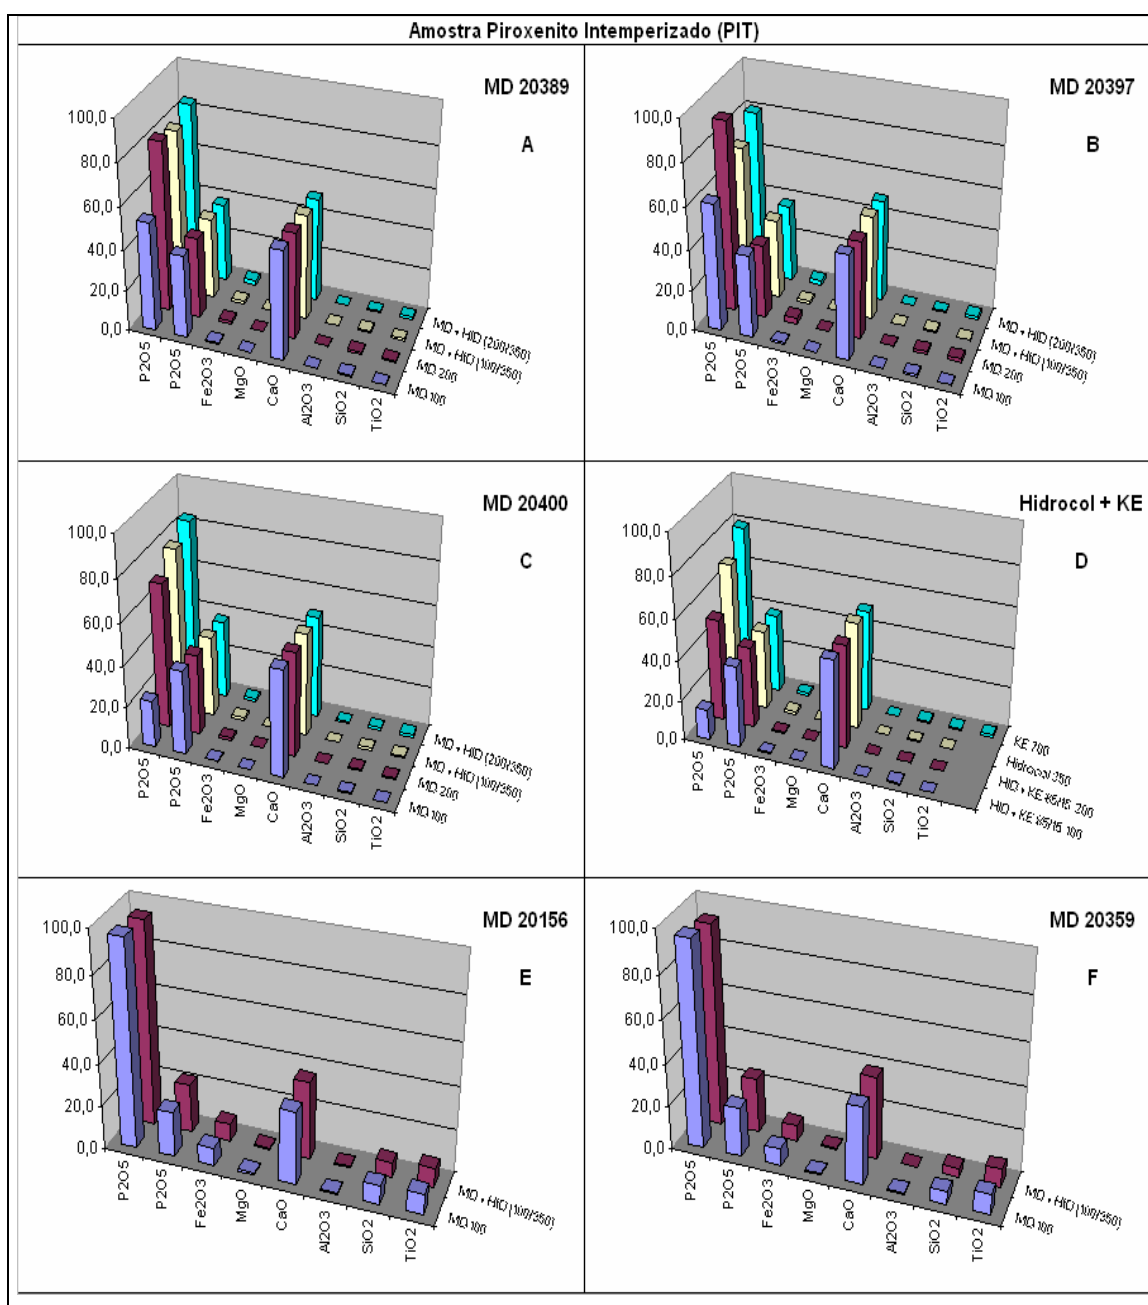 Amostra Piroxenito Intemperizado (PIT)
MD 20389
A
100,0
80,0
60,0
40,0
20,0
0,0
P2O5
P2O5
Fe2O3
MgO
CaO
Al2O3
SiO2
TiO2
MD + HID (200/350)
MD + HID (100/350)
MD 200
MD 100
MD 20397
B
100,0
80,0
60,0
40,0
20,0
0,0
P2O5
P2O5
Fe2O3
MgO
CaO
Al2O3
SiO2
TiO2
MD + HID (200/350)
MD + HID (100/350)
MD 200
MD 100
MD 20400
C
100,0
80,0
60,0
40,0
20,0
0,0
P2O5
P2O5
Fe2O3
MgO
CaO
Al2O3
SiO2
TiO2
MD + HID (200/350)
MD + HID (100/350)
MD 200
MD 100
Hidrocol + KE
D
100,0
80,0
60,0
40,0
20,0
0,0
P2O5
P2O5
Fe2O3
MgO
CaO
Al2O3
SiO2
TiO2
KE 200
Hidrocol 350
HID + KE 85/15 200
HID + KE 85/15 100
MD 20156
E
100,0
80,0
60,0
40,0
20,0
0,0
P2O5
P2O5
Fe2O3
MgO
CaO
Al2O3
SiO2
TiO2
MD + HID (100/350)
MD 100
MD 20359
F
100,0
80,0
60,0
40,0
20,0
0,0
P2O5
P2O5
Fe2O3
MgO
CaO
Al2O3
SiO2
TiO2
MD + HID (100/350)
MD 100